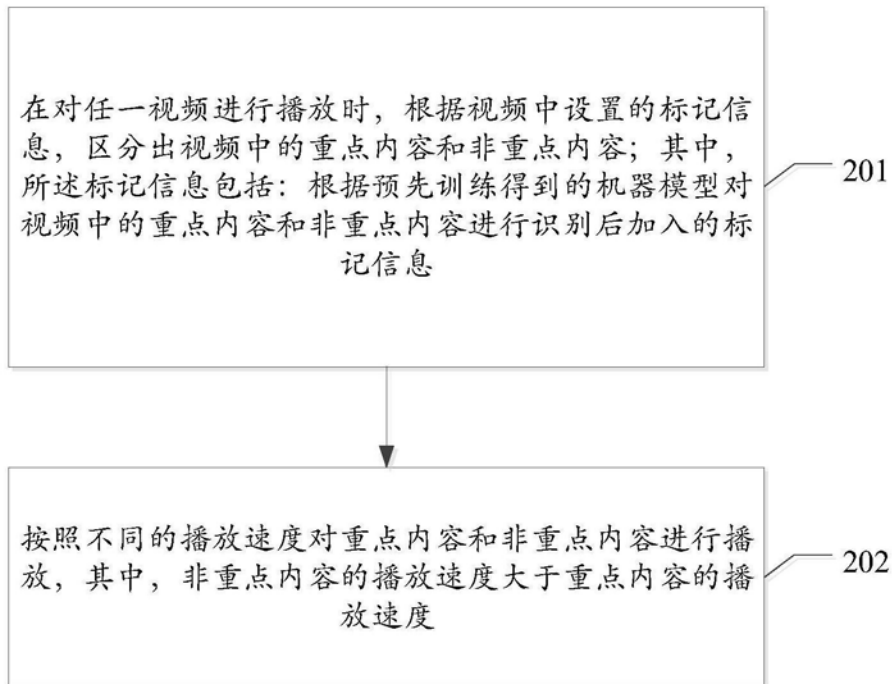 在对任一视频进行播放时，根据视频中设置的标记信
息，区分出视频中的重点内容和非重点内容；其中，
所述标记信息包括：根据预先训练得到的机器模型对
视频中的重点内容和非重点内容进行识别后加入的标
记信息
201
按照不同的播放速度对重点内容和非重点内容进行播
放，其中，非重点内容的播放速度大于重点内容的播
放速度
202